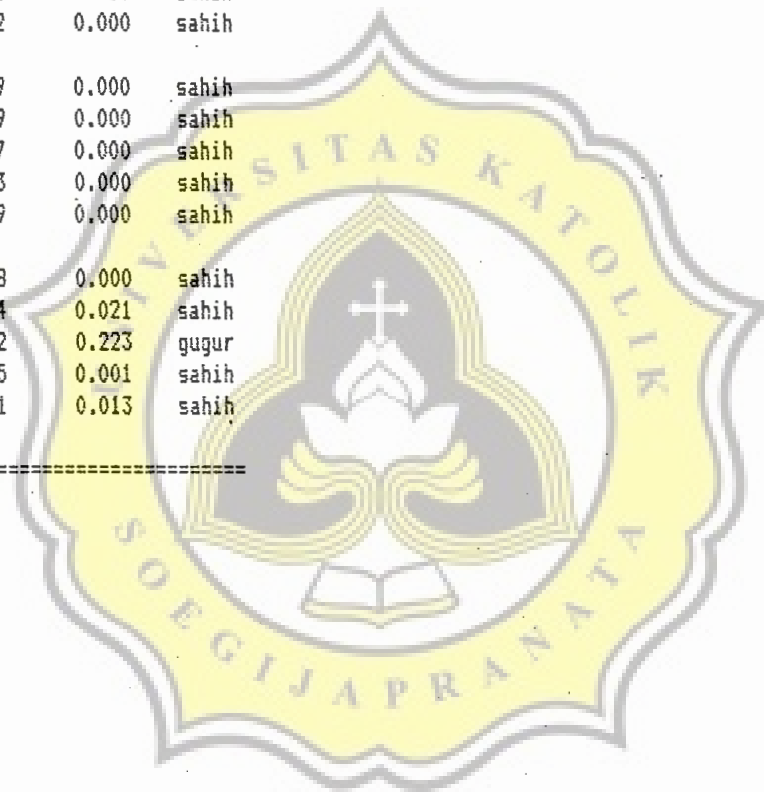 2 0.000 sahih
9 0.000 sahih
9 0.000 sahih
7 0.000 sahih
3 0.000 sahih
9 0.000 sahih
8 0.000 sahih
4 0.021 sahih
2 0.223 gugur
5 0.001 sahih
1 0.013 sahih
=====================
UNIVERSITAS KATOLIK
SOEGIJAPRANATA